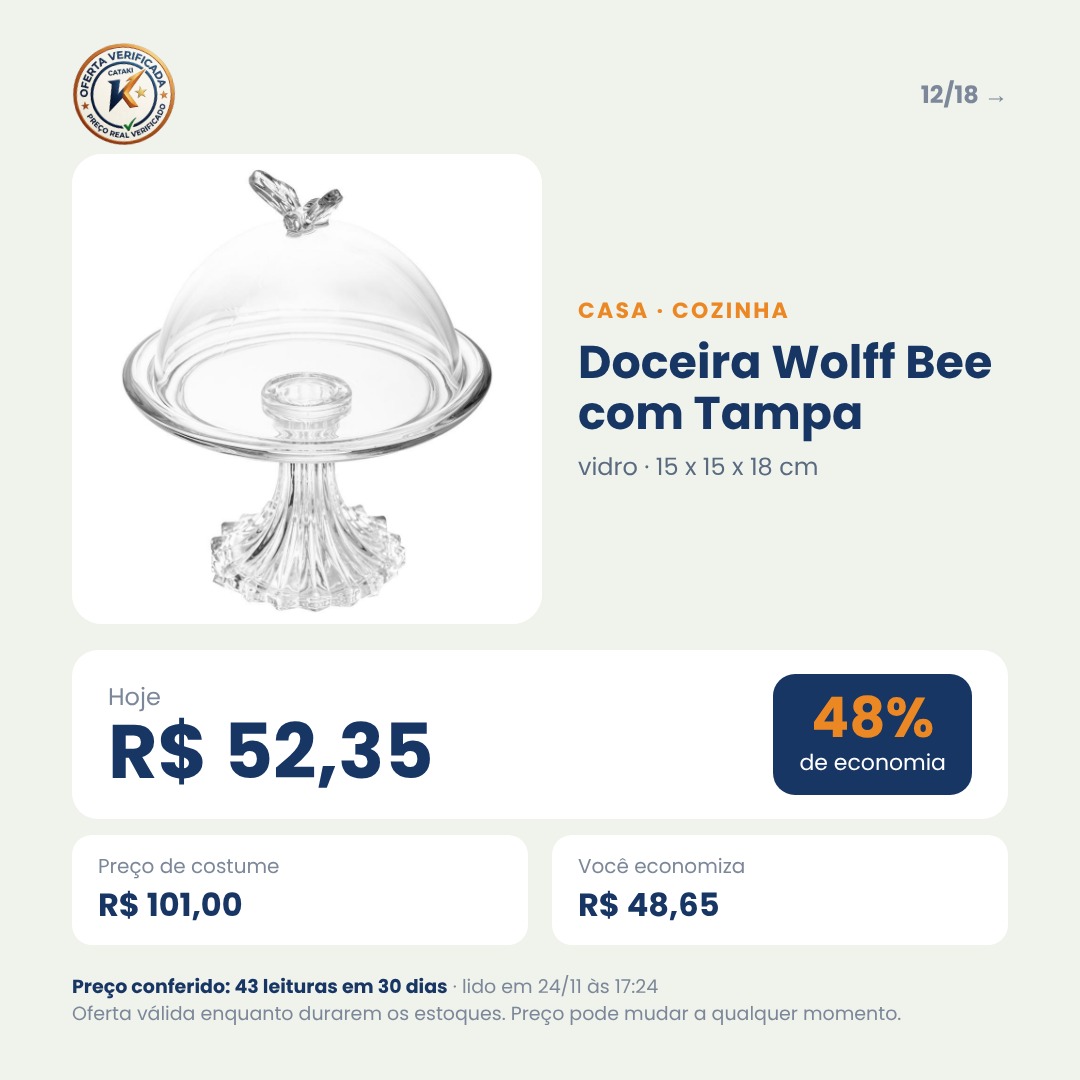 OFERTA VERIFICADA
CATAKI
K
PREÇO REAL VERIFICADO
12/18 →
CASA · COZINHA
Doceira Wolff Bee
com Tampa
vidro · 15 x 15 x 18 cm
Hoje
R$ 52,35
48%
de economia
Preço de costume
R$ 101,00
Você economiza
R$ 48,65
Preço conferido: 43 leituras em 30 dias · lido em 24/11 às 17:24
Oferta válida enquanto durarem os estoques. Preço pode mudar a qualquer momento.